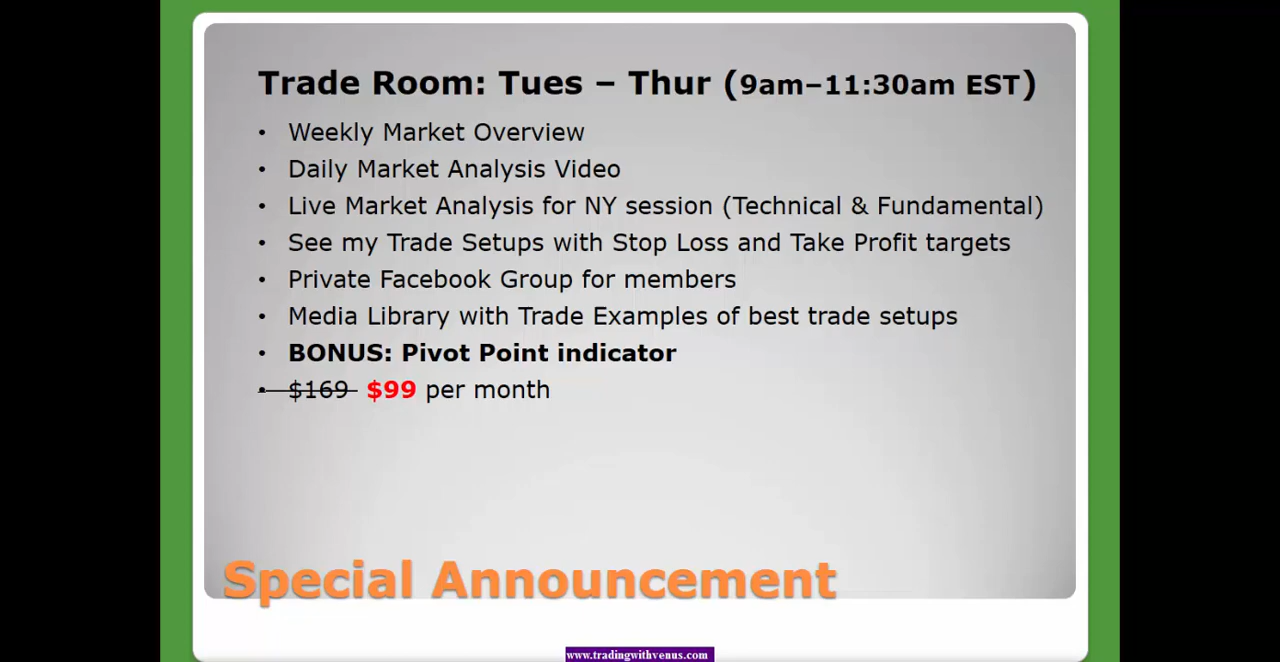 Trade Room: Tues – Thur (9am–11:30am EST)
• Weekly Market Overview
• Daily Market Analysis Video
• Live Market Analysis for NY session (Technical & Fundamental)
• See my Trade Setups with Stop Loss and Take Profit targets
• Private Facebook Group for members
• Media Library with Trade Examples of best trade setups
• BONUS: Pivot Point indicator
• $169 $99 per month
Special Announcement
www.tradingwithvenus.com